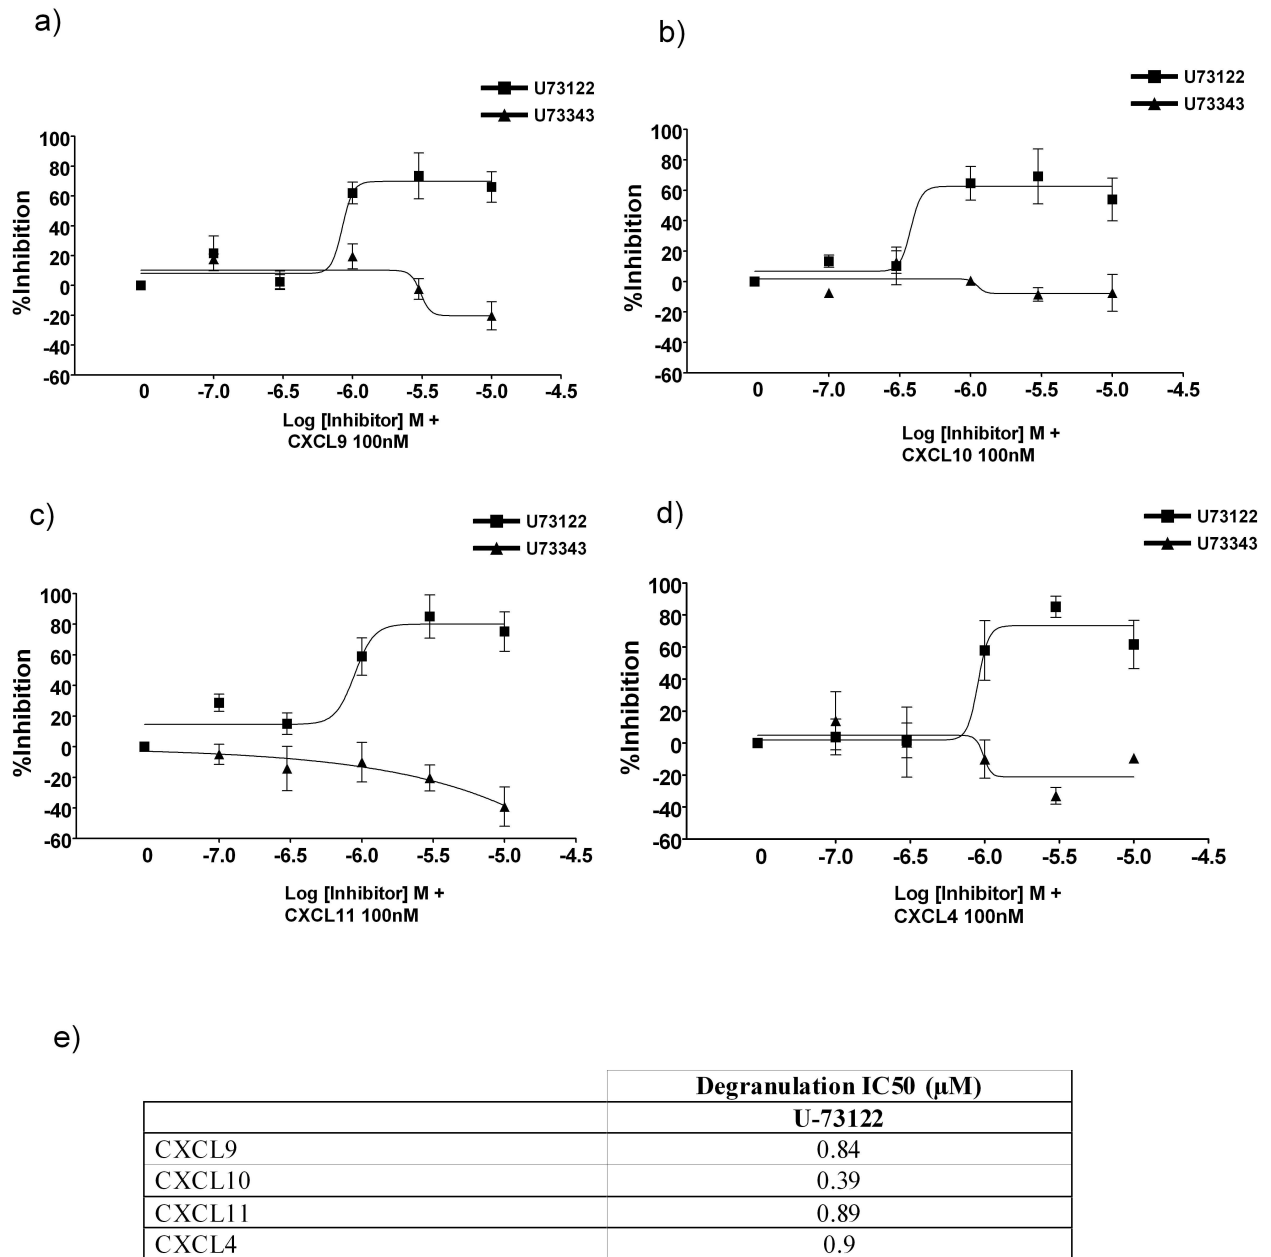 a)
U73122
U73343
100
80
60
40
20
0
-20
-40
-60
%Inhibition
0 -7.0 -6.5 -6.0 -5.5 -5.0 -4.5
Log [Inhibitor] M +
CXCL9 100nM
b)
U73122
U73343
100
80
60
40
20
0
-20
-40
-60
%Inhibition
0 -7.0 -6.5 -6.0 -5.5 -5.0 -4.5
Log [Inhibitor] M +
CXCL10 100nM
c)
U73122
U73343
100
80
60
40
20
0
-20
-40
-60
%Inhibition
0 -7.0 -6.5 -6.0 -5.5 -5.0 -4.5
Log [Inhibitor] M +
CXCL11 100nM
d)
U73122
U73343
100
80
60
40
20
0
-20
-40
-60
%Inhibition
0 -7.0 -6.5 -6.0 -5.5 -5.0 -4.5
Log [Inhibitor] M +
CXCL4 100nM
e)
Degranulation IC50 (μM)
U-73122
CXCL9 0.84
CXCL10 0.39
CXCL11 0.89
CXCL4 0.9